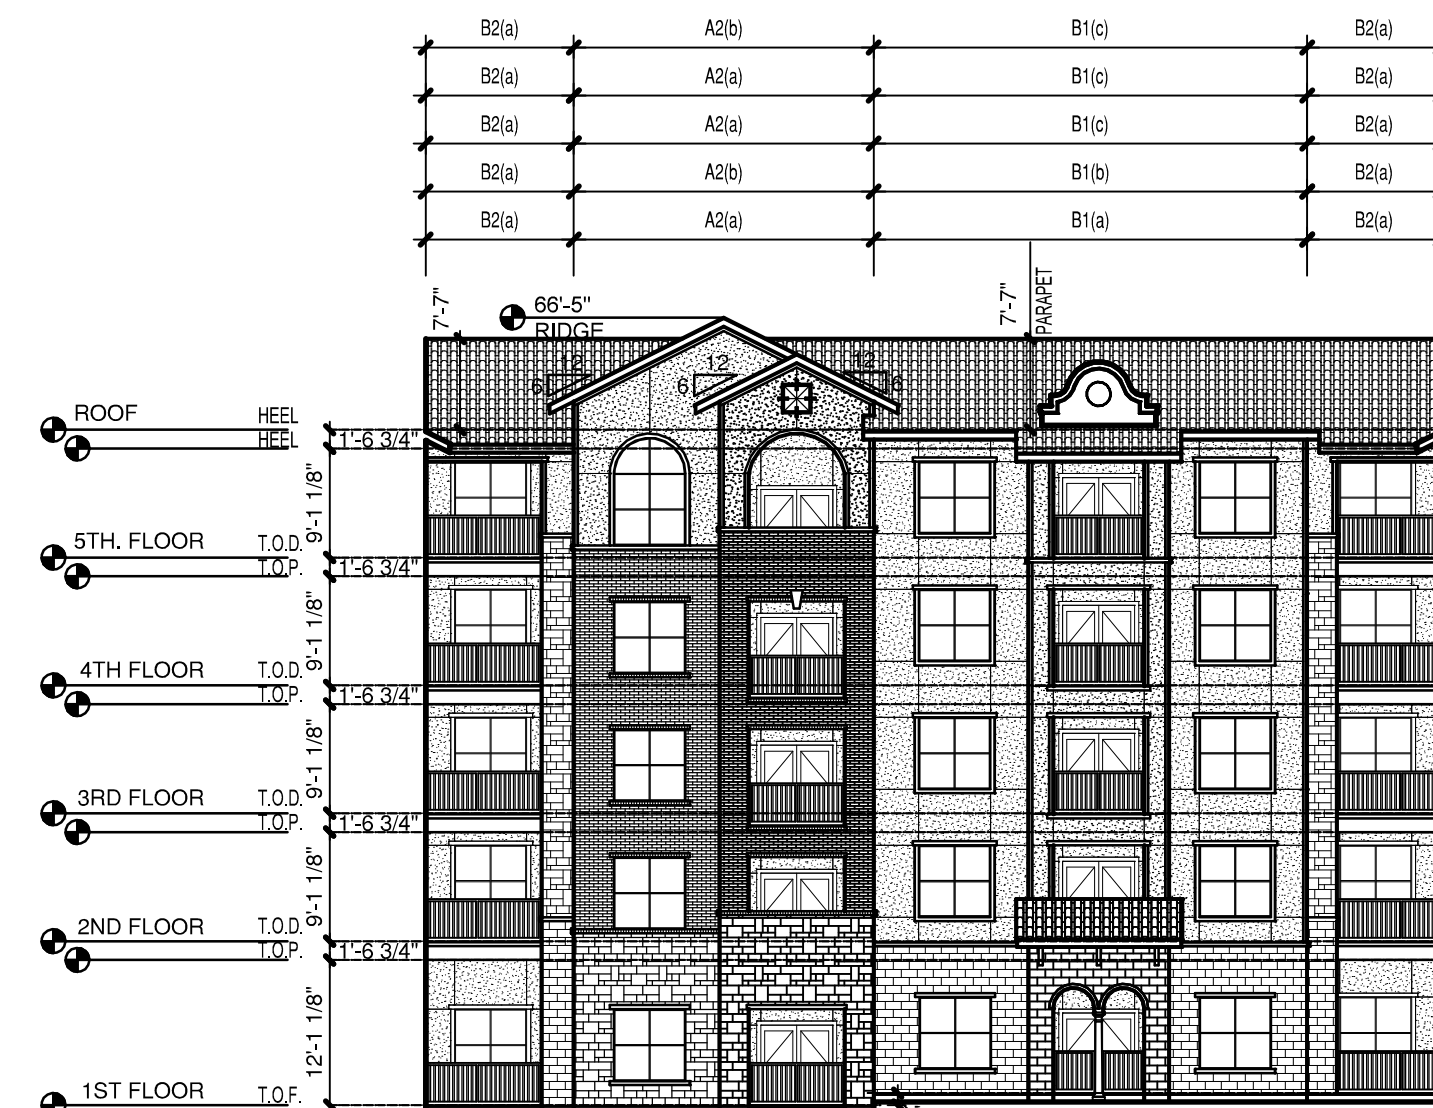 B2(a) A2(b) B1(c) B2(a)
B2(a) A2(a) B1(c) B2(a)
B2(a) A2(a) B1(c) B2(a)
B2(a) A2(b) B1(b) B2(a)
B2(a) A2(a) B1(a) B2(a)
7'-7"
66'-5"
RIDGE
7'-7"
PARAPET
12
6
12
6
12
6
ROOF HEEL
HEEL 1'-6 3/4"
9'-1 1/8"
5TH. FLOOR T.O.D.
T.O.P. 1'-6 3/4"
9'-1 1/8"
4TH FLOOR T.O.D.
T.O.P. 1'-6 3/4"
9'-1 1/8"
3RD FLOOR T.O.D.
T.O.P. 1'-6 3/4"
9'-1 1/8"
2ND FLOOR T.O.D.
T.O.P. 1'-6 3/4"
12'-1 1/8"
1ST FLOOR T.O.F.